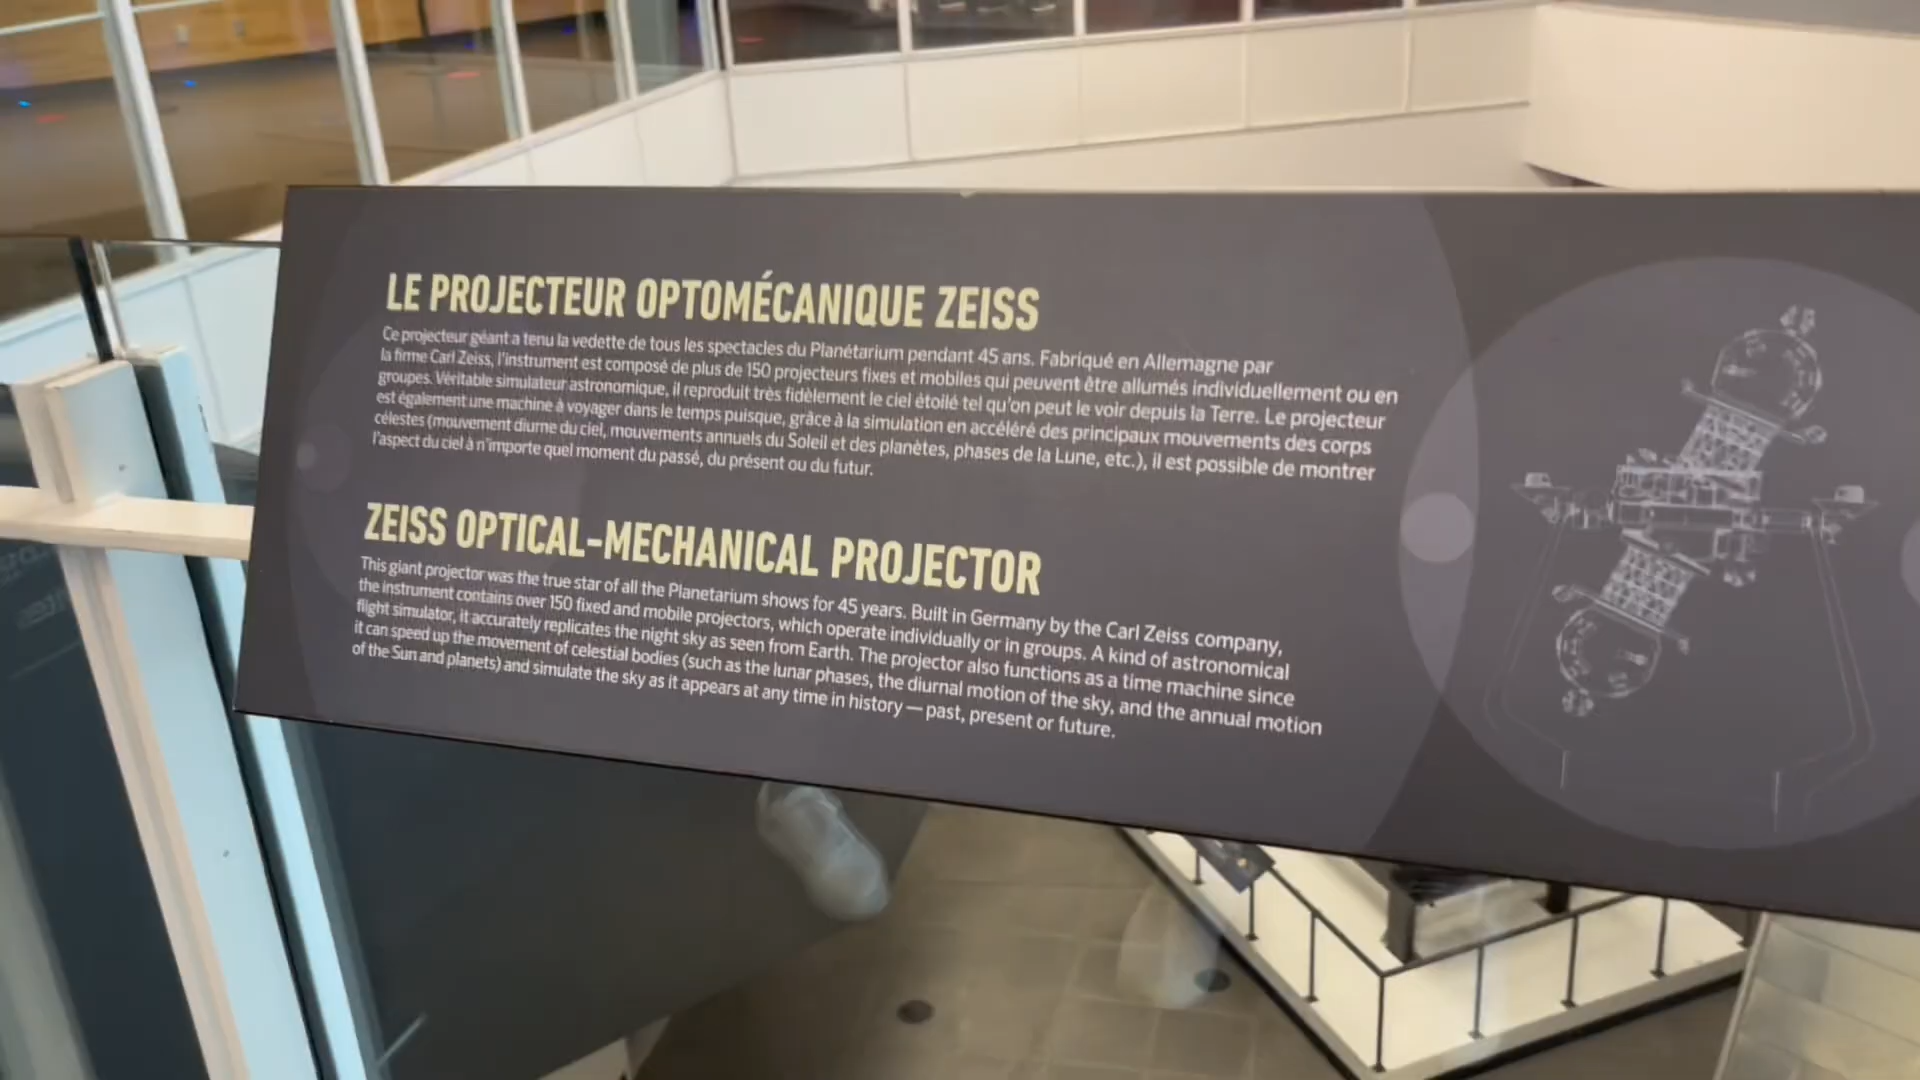 LE PROJECTEUR OPTOMÉCANIQUE ZEISS
Ce projecteur géant a tenu la vedette de tous les spectacles du Planétarium pendant 45 ans. Fabriqué en Allemagne par
la firme Carl Zeiss, l'instrument est composé de plus de 150 projecteurs fixes et mobiles qui peuvent être allumés individuellement ou en
groupes. Véritable simulateur astronomique, il reproduit très fidèlement le ciel étoilé tel qu'on peut le voir depuis la Terre. Le projecteur
est également une machine à voyager dans le temps puisque, grâce à la simulation en accéléré des principaux mouvements des corps
célestes (mouvement diurne du ciel, mouvements annuels du Soleil et des planètes, phases de la Lune, etc.), il est possible de montrer
l'aspect du ciel à n'importe quel moment du passé, du présent ou du futur.
ZEISS OPTICAL-MECHANICAL PROJECTOR
This giant projector was the true star of all the Planetarium shows for 45 years. Built in Germany by the Carl Zeiss company,
the instrument contains over 150 fixed and mobile projectors, which operate individually or in groups. A kind of astronomical
flight simulator, it accurately replicates the night sky as seen from Earth. The projector also functions as a time machine since
it can speed up the movement of celestial bodies (such as the lunar phases, the diurnal motion of the sky, and the annual motion
of the Sun and planets) and simulate the sky as it appears at any time in history — past, present or future.